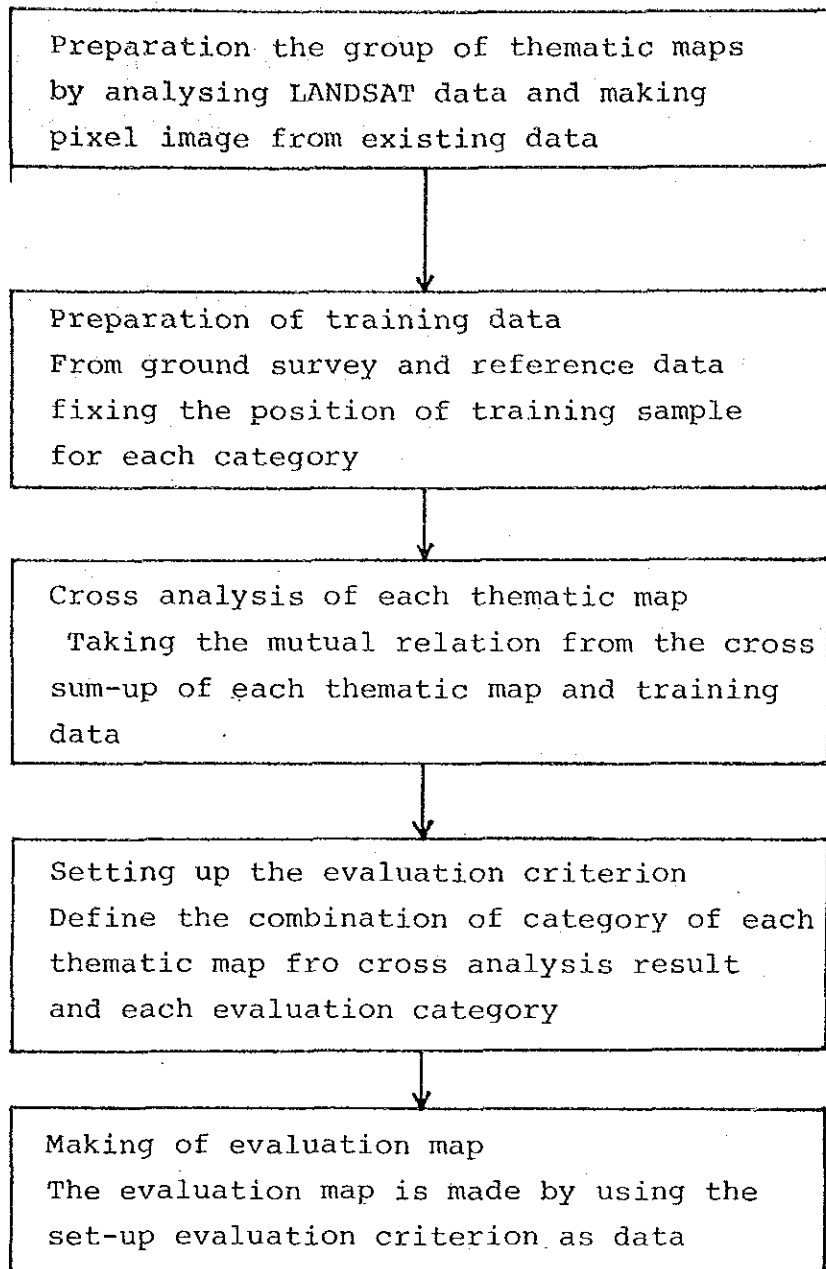 Preparation the group of thematic maps
by analysing LANDSAT data and making
pixel image from existing data
Preparation of training data
From ground survey and reference data
fixing the position of training sample
for each category
Cross analysis of each thematic map
Taking the mutual relation from the cross
sum-up of each thematic map and training
data
Setting up the evaluation criterion
Define the combination of category of each
thematic map fro cross analysis result
and each evaluation category
Making of evaluation map
The evaluation map is made by using the
set-up evaluation criterion as data